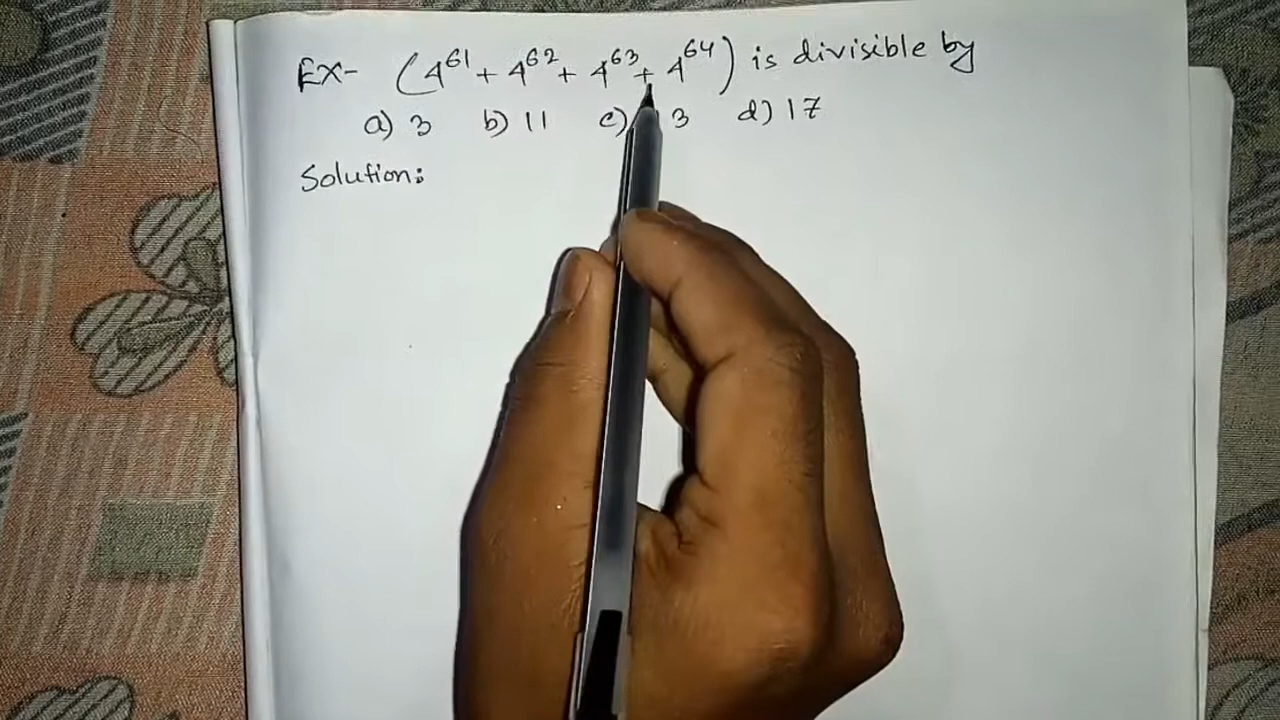 EX- (4^61 + 4^62 + 4^63 + 4^64) is divisible by
a) 3 b) 11 c) 3 d) 17
Solution: